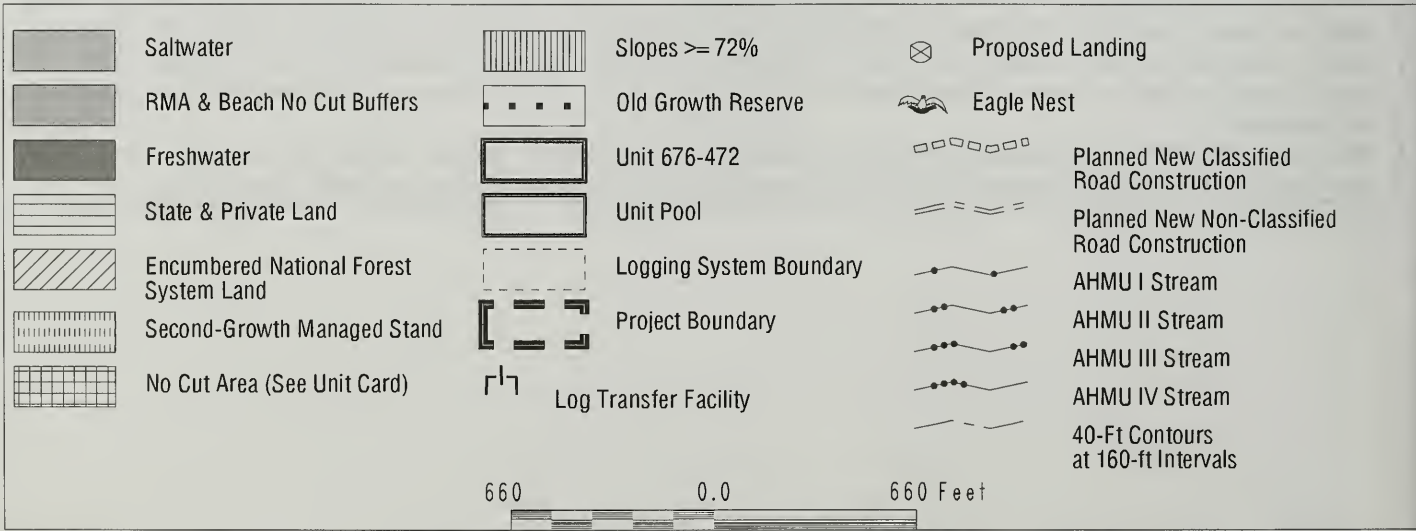 Saltwater
RMA & Beach No Cut Buffers
Freshwater
State & Private Land
Encumbered National Forest
System Land
Second-Growth Managed Stand
No Cut Area (See Unit Card)
Slopes >= 72%
Old Growth Reserve
Unit 676-472
Unit Pool
Logging System Boundary
Project Boundary
Log Transfer Facility
Proposed Landing
Eagle Nest
Planned New Classified
Road Construction
Planned New Non-Classified
Road Construction
AHMU I Stream
AHMU II Stream
AHMU III Stream
AHMU IV Stream
40-Ft Contours
at 160-ft Intervals
660 0.0 660 Feet